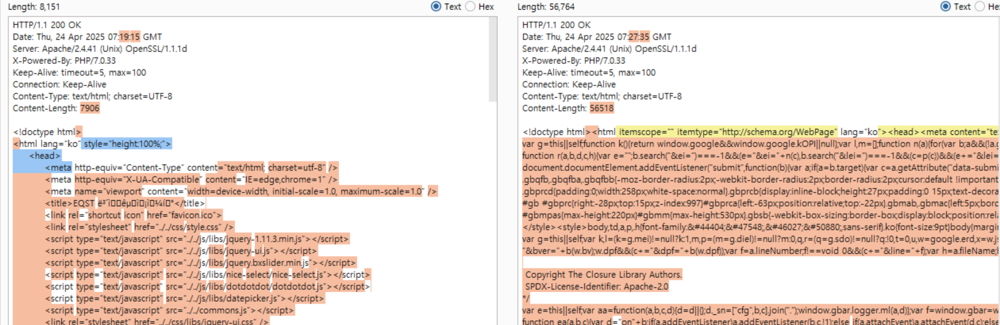 Length: 8,151
Text
Hex
HTTP/1.1 200 OK
Date: Thu, 24 Apr 2025 07:19:15 GMT
Server: Apache/2.4.41 (Unix) OpenSSL/1.1.1d
X-Powered-By: PHP/7.0.33
Keep-Alive: timeout=5, max=100
Connection: Keep-Alive
Content-Type: text/html; charset=UTF-8
Content-Length: 7906
<!doctype html>
<html lang="ko" style="height:100%;">
<head>
<meta http-equiv="Content-Type" content="text/html; charset=utf-8" />
<meta http-equiv="X-UA-Compatible" content="IE=edge,chrome=1" />
<meta name="viewport" content="width=device-width, initial-scale=1.0, maximum-scale=1.0" />
<title>EQST </title>
<link rel="shortcut icon" href="favicon.ico">
<link rel="stylesheet" href="../../css/style.css" />
<script type="text/javascript" src="../../js/libs/jquery-1.11.3.min.js"></script>
<script type="text/javascript" src="../../js/libs/jquery-ui.js"></script>
<script type="text/javascript" src="../../js/libs/jquery.bxslider.min.js"></script>
<script type="text/javascript" src="../../js/libs/nice-select/nice-select.js"></script>
<script type="text/javascript" src="../../js/libs/dotdotdot/dotdotdot.js"></script>
<script type="text/javascript" src="../../js/libs/datepicker.js"></script>
<script type="text/javascript" src="../../commons.js"></script>
<link rel="stylesheet" href="../../css/libs/jquery-ui.css" />
Length: 56,764
Text
HTTP/1.1 200 OK
Date: Thu, 24 Apr 2025 07:27:35 GMT
Server: Apache/2.4.41 (Unix) OpenSSL/1.1.1d
X-Powered-By: PHP/7.0.33
Keep-Alive: timeout=5, max=100
Connection: Keep-Alive
Content-Type: text/html; charset=UTF-8
Content-Length: 56518
<!doctype html><html itemscope="" itemtype="http://schema.org/WebPage" lang="ko"><head><meta content="te
var g=this||self;function k(){return window.google&&window.google.kOPI||null};var l,m=[];function n(a){for(var b;a&&(!a.
function r(a,b,d,c,h){var e="";b.search("&ei=")===-1&&(e="&ei="+n(c),b.search("&lei=")===-1&&(c=p(c))&&(e+="&lei=
document.documentElement.addEventListener("submit",function(b){var a;if(a=b.target){var c=a.getAttribute("data-submi
.gbqfb,.gbqfba,.gbqfbb{-moz-border-radius:2px;-webkit-border-radius:2px;border-radius:2px;cursor:default !important
.gbprcd{padding:0;width:258px;white-space:normal}.gbprcb{display:inline-block;height:27px;padding:0 15px;text-decora
#gb #gbprc{right:-28px;top:15px;z-index:997}#gbprca{left:-63px;position:relative;top:-22px}.gbmab,.gbmac{left:5px;borc
#gbmpas{max-height:220px}#gbmm{max-height:530px}.gbsb{-webkit-box-sizing:border-box;display:block;position:rela
</style><style>body,td,a,p,.h{font-family:&#44404;&#47548;,&#46027;&#50880;,sans-serif}.ko{font-size:9pt}body{margi
var g=this||self;var k,l=(k=g.mei)!=null?k:1,m,p=(m=g.diel)!=null?m:0,q,r=(q=g.sdo)!=null?q:!0,t=0,u,w=google.erd,x=w.js
"&bver="+b(w.bv);w.dpf&&(c+="&dpf="+b(w.dpf));var f=a.lineNumber;f!==void 0&&(c+="&line="+f);var h=a.fileName;
Copyright The Closure Library Authors.
SPDX-License-Identifier: Apache-2.0
*/
var e=this||self;var aa=function(a,b,c,d){d=d||{};d._sn=["cfg",b,c].join(".");window.gbar.logger.ml(a,d)};var f=window.gbar=w
function ea(a,b,c){var d="on"+b;if(a.addEventListener)a.addEventListener(b,c,!1);else if(a.attachEvent)a.attachEvent(d,c);else